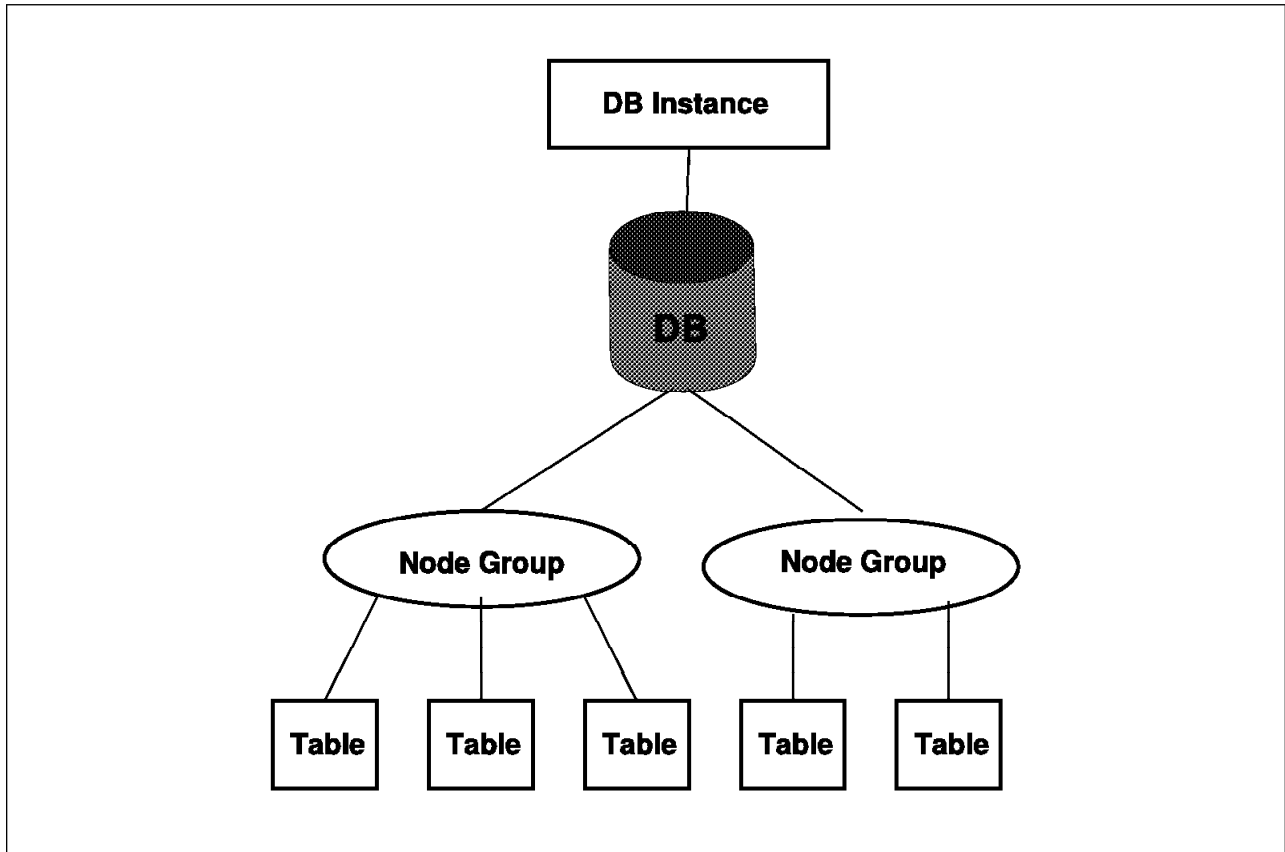 DB Instance
DB
Node Group
Node Group
Table
Table
Table
Table
Table